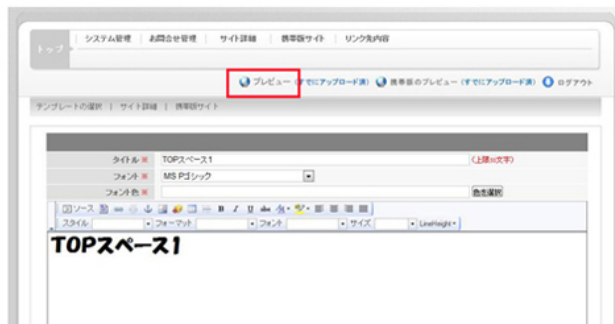 トップ システム管理 お問合せ管理 サイト詳細 携帯版サイト リンク先内容
プレビュー (すでにアップロード済) 携帯版のプレビュー (すでにアップロード済) ログアウト
テンプレートの選択 | サイト詳細 | 携帯版サイト
タイトル ※ TOPスペース1
フォント ※ MS Pゴシック
フォント色 ※ 色を選択
ソース B I U abc
スタイル フォーマット フォント サイズ LineHeight
TOPスペース1